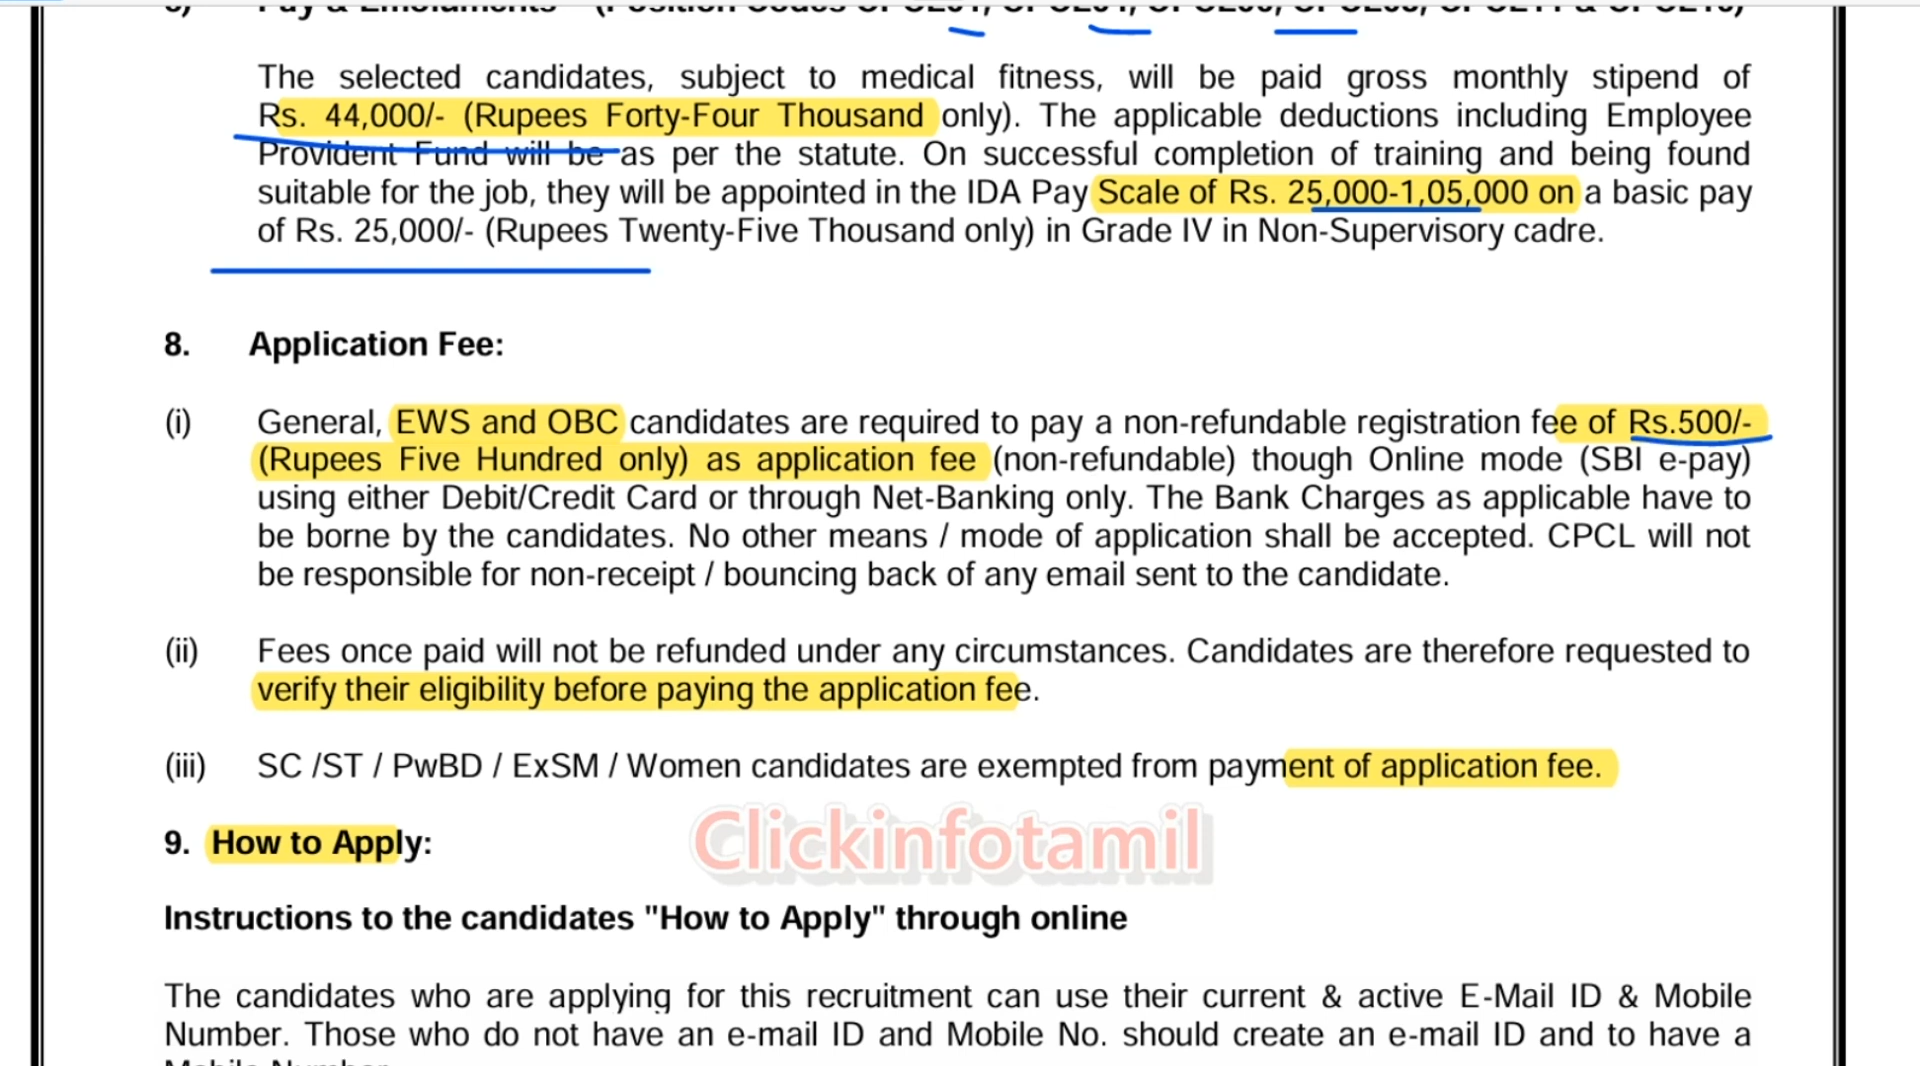 Pay & Emoluments
The selected candidates, subject to medical fitness, will be paid gross monthly stipend of
Rs. 44,000/- (Rupees Forty-Four Thousand only). The applicable deductions including Employee
Provident Fund will be as per the statute. On successful completion of training and being found
suitable for the job, they will be appointed in the IDA Pay Scale of Rs. 25,000-1,05,000 on a basic pay
of Rs. 25,000/- (Rupees Twenty-Five Thousand only) in Grade IV in Non-Supervisory cadre.
8. Application Fee:
(i) General, EWS and OBC candidates are required to pay a non-refundable registration fee of Rs.500/-
(Rupees Five Hundred only) as application fee (non-refundable) though Online mode (SBI e-pay)
using either Debit/Credit Card or through Net-Banking only. The Bank Charges as applicable have to
be borne by the candidates. No other means / mode of application shall be accepted. CPCL will not
be responsible for non-receipt / bouncing back of any email sent to the candidate.
(ii) Fees once paid will not be refunded under any circumstances. Candidates are therefore requested to
verify their eligibility before paying the application fee.
(iii) SC /ST / PwBD / ExSM / Women candidates are exempted from payment of application fee.
Clickinfotamil
9. How to Apply:
Instructions to the candidates "How to Apply" through online
The candidates who are applying for this recruitment can use their current & active E-Mail ID & Mobile
Number. Those who do not have an e-mail ID and Mobile No. should create an e-mail ID and to have a
Mobile Number